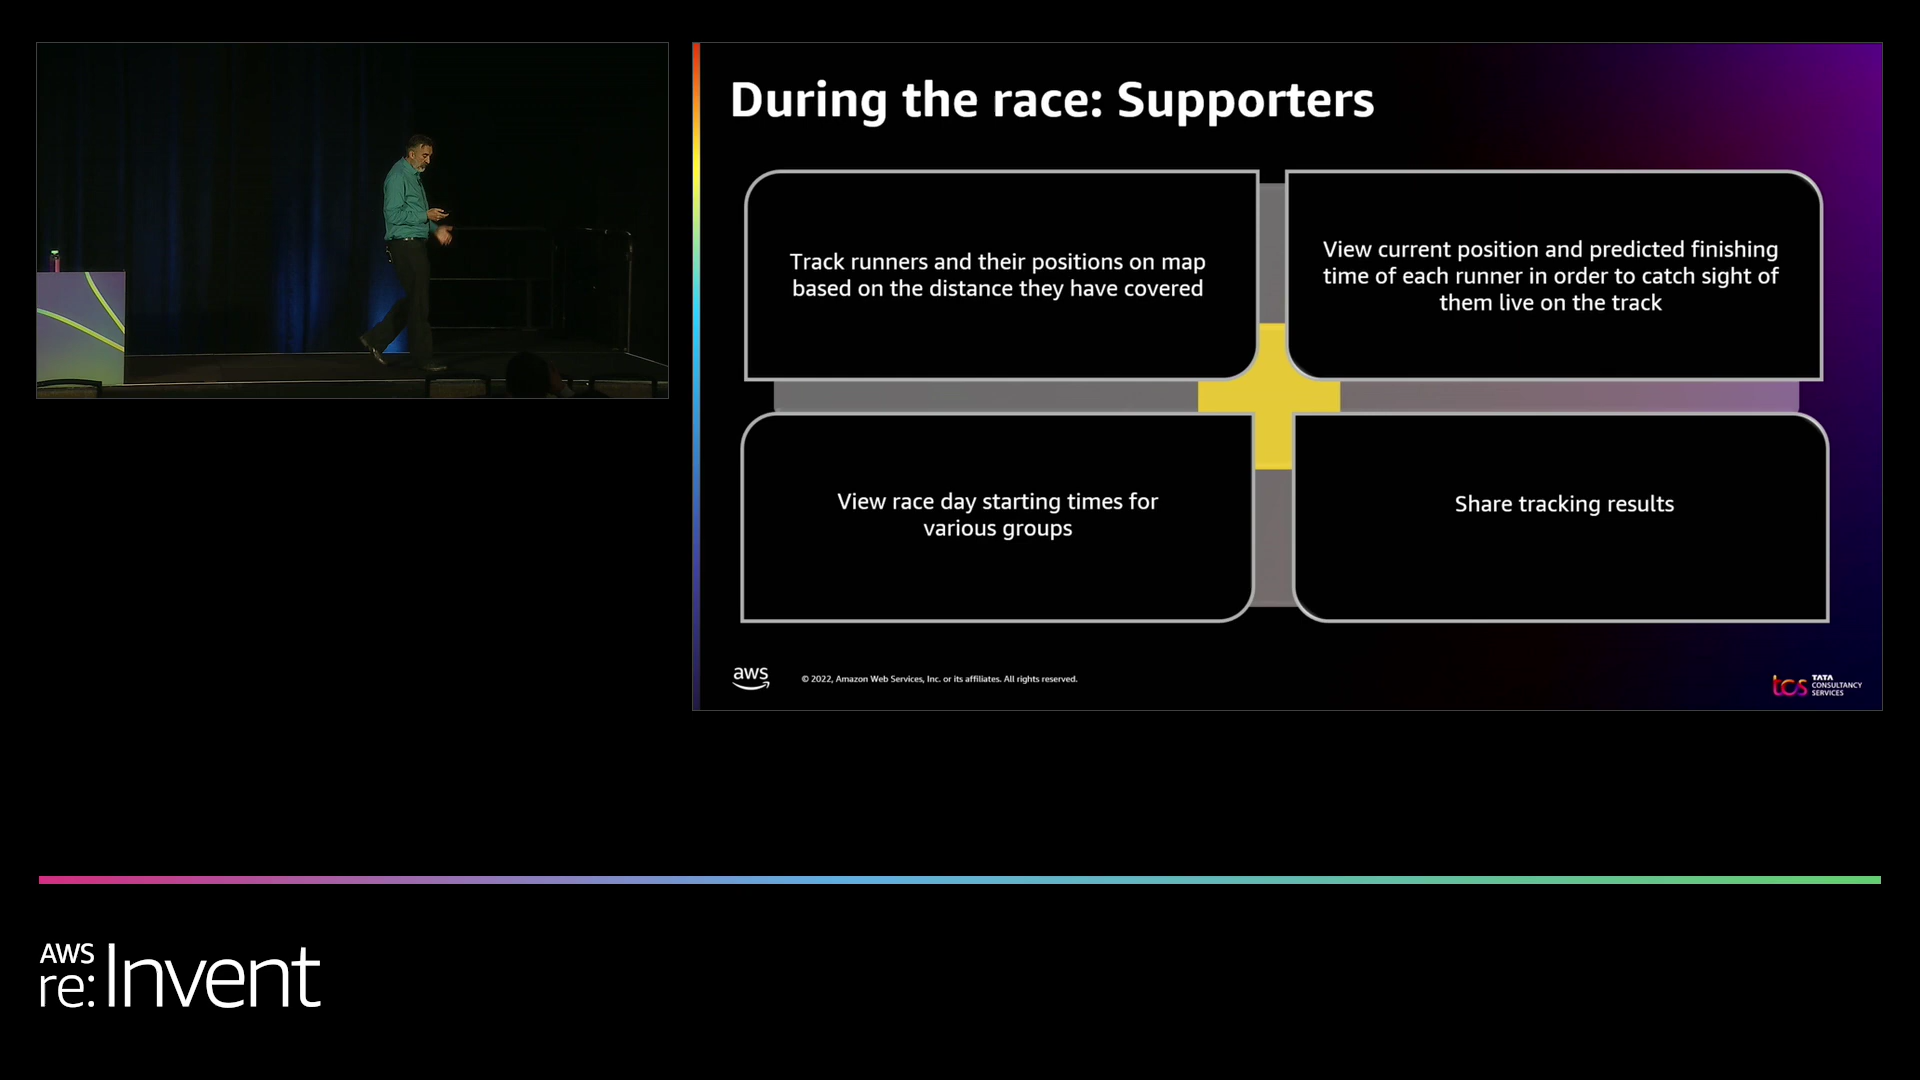 During the race: Supporters
Track runners and their positions on map
based on the distance they have covered
View current position and predicted finishing
time of each runner in order to catch sight of
them live on the track
View race day starting times for
various groups
Share tracking results
aws
© 2022, Amazon Web Services, Inc. or its affiliates. All rights reserved.
tcs
TATA
CONSULTANCY
SERVICES
AWS
re:Invent